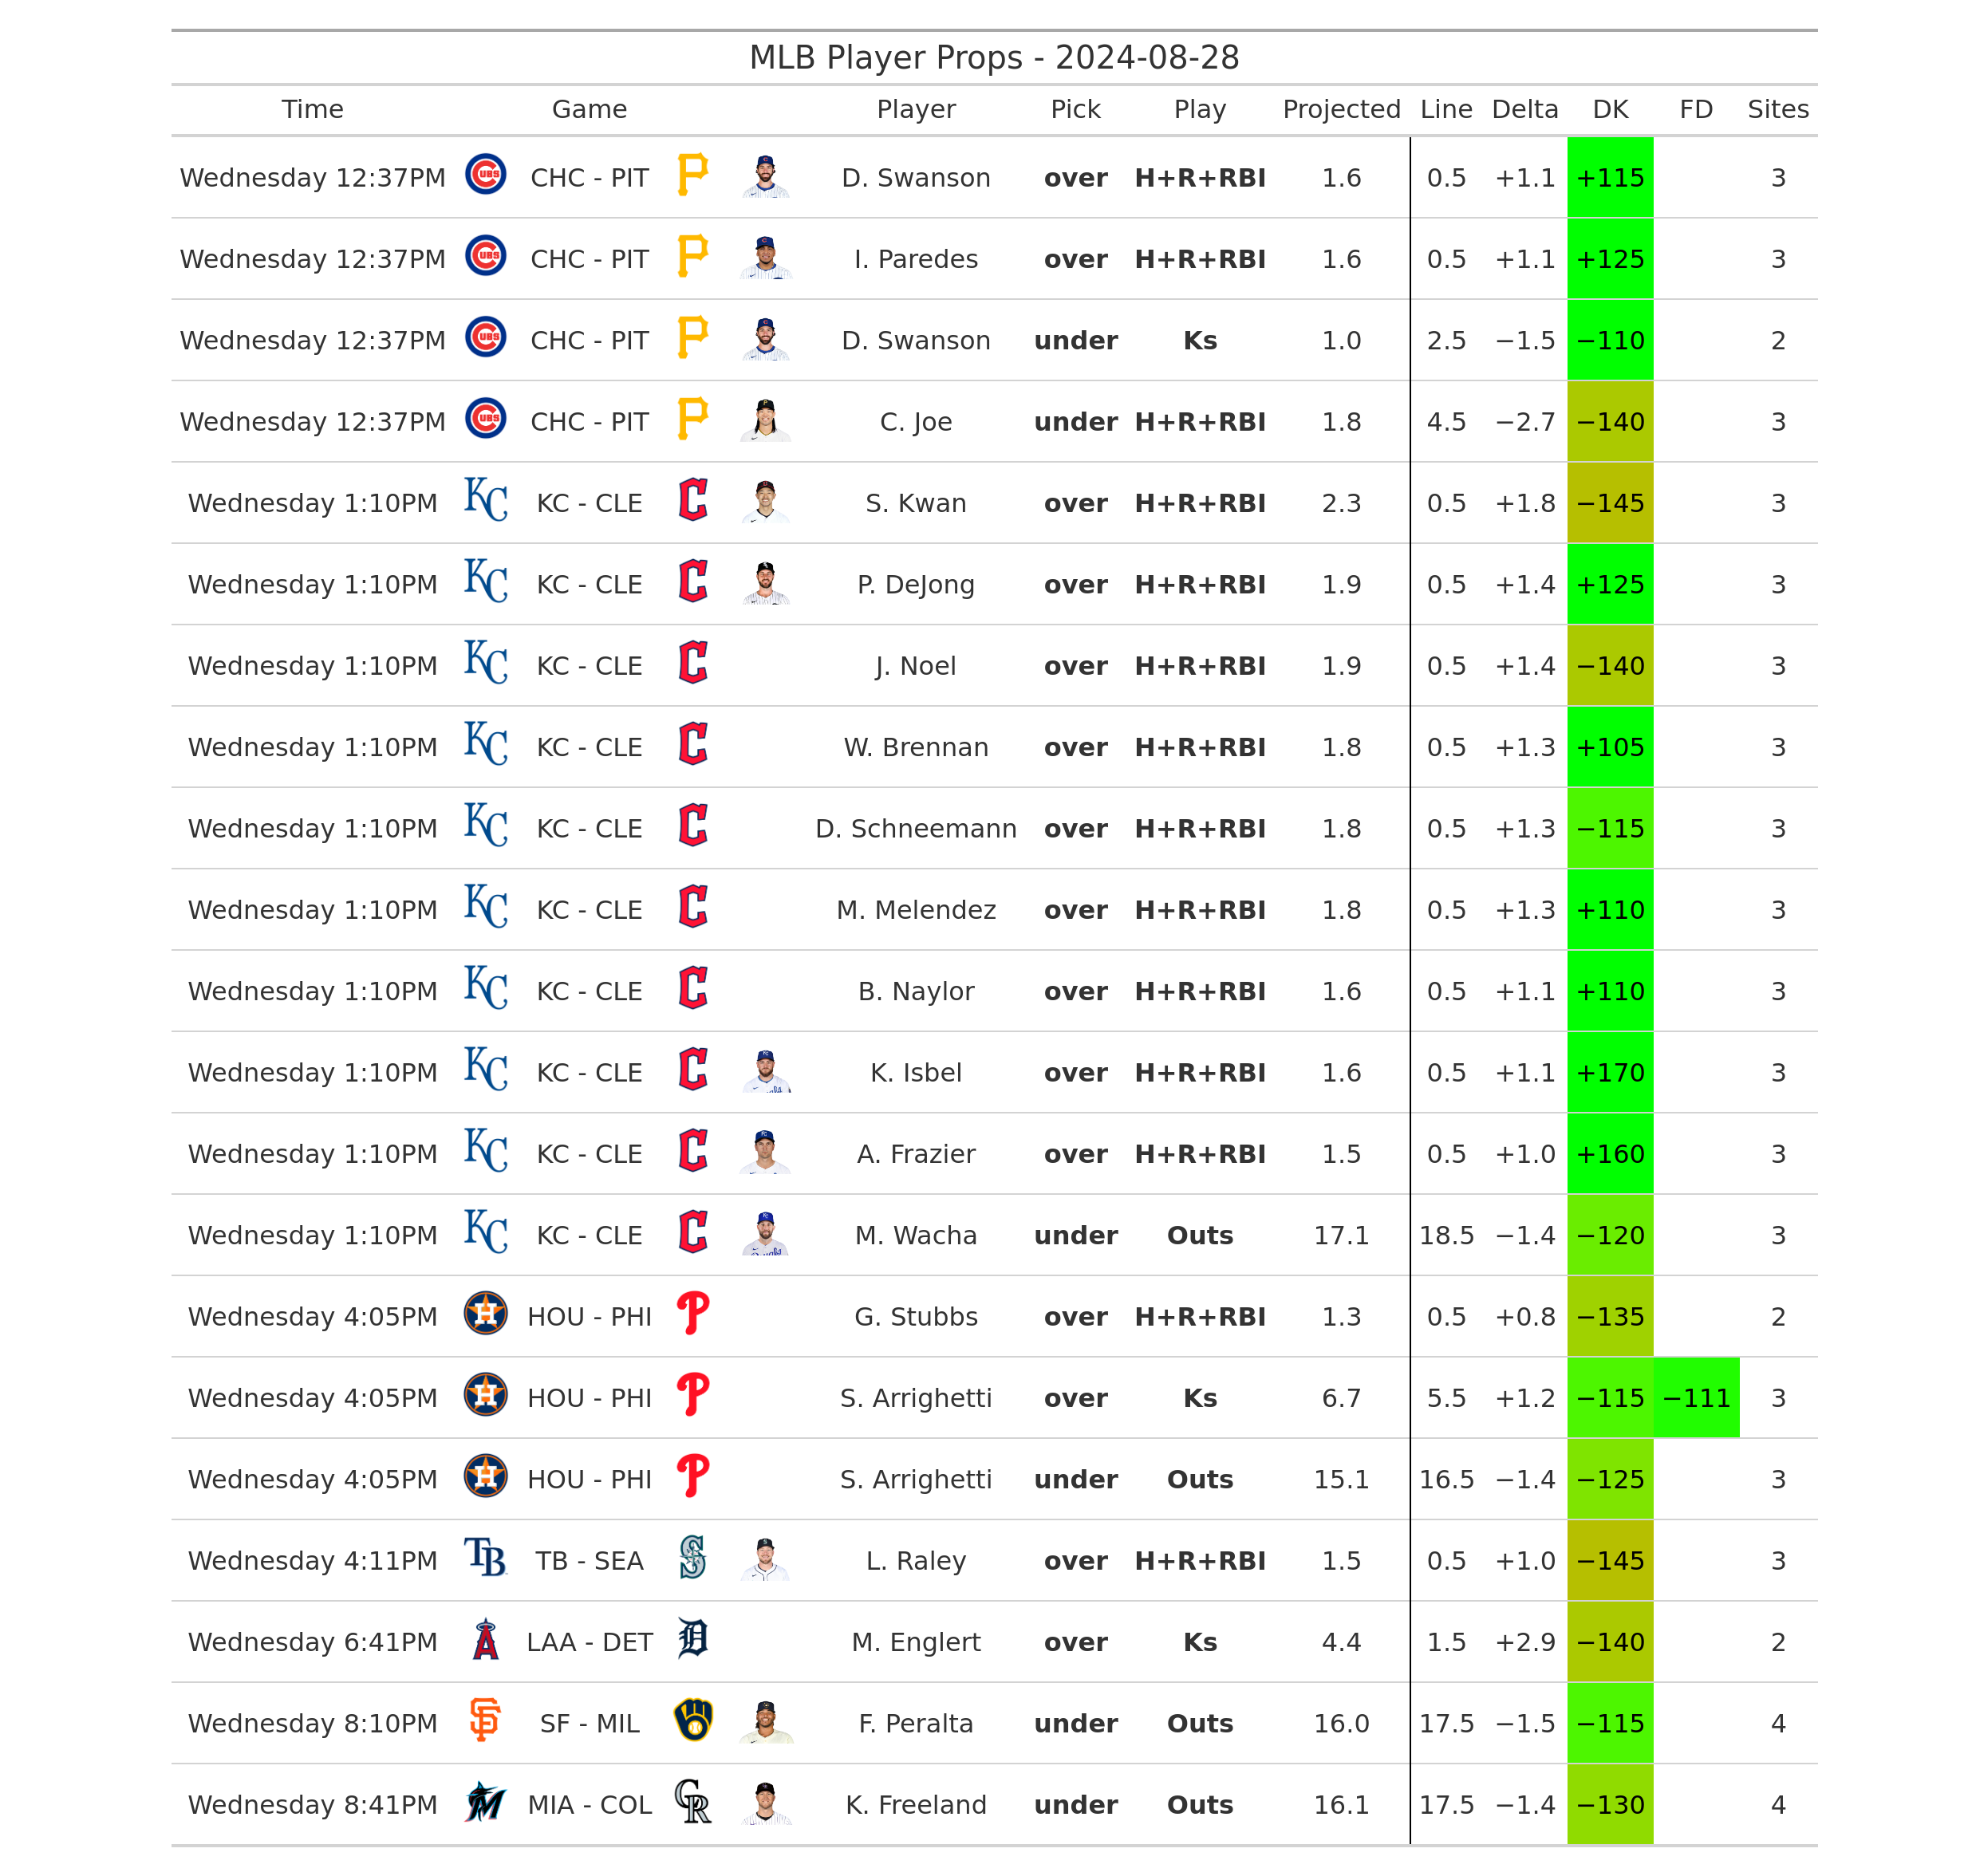 MLB Player Props - 2024-08-28
Time Game Player Pick Play Projected Line Delta DK FD Sites
Wednesday 12:37PM CHC - PIT D. Swanson over H+R+RBI 1.6 0.5 +1.1 +115 3
Wednesday 12:37PM CHC - PIT I. Paredes over H+R+RBI 1.6 0.5 +1.1 +125 3
Wednesday 12:37PM CHC - PIT D. Swanson under Ks 1.0 2.5 −1.5 −110 2
Wednesday 12:37PM CHC - PIT C. Joe under H+R+RBI 1.8 4.5 −2.7 −140 3
Wednesday 1:10PM KC - CLE S. Kwan over H+R+RBI 2.3 0.5 +1.8 −145 3
Wednesday 1:10PM KC - CLE P. DeJong over H+R+RBI 1.9 0.5 +1.4 +125 3
Wednesday 1:10PM KC - CLE J. Noel over H+R+RBI 1.9 0.5 +1.4 −140 3
Wednesday 1:10PM KC - CLE W. Brennan over H+R+RBI 1.8 0.5 +1.3 +105 3
Wednesday 1:10PM KC - CLE D. Schneemann over H+R+RBI 1.8 0.5 +1.3 −115 3
Wednesday 1:10PM KC - CLE M. Melendez over H+R+RBI 1.8 0.5 +1.3 +110 3
Wednesday 1:10PM KC - CLE B. Naylor over H+R+RBI 1.6 0.5 +1.1 +110 3
Wednesday 1:10PM KC - CLE K. Isbel over H+R+RBI 1.6 0.5 +1.1 +170 3
Wednesday 1:10PM KC - CLE A. Frazier over H+R+RBI 1.5 0.5 +1.0 +160 3
Wednesday 1:10PM KC - CLE M. Wacha under Outs 17.1 18.5 −1.4 −120 3
Wednesday 4:05PM HOU - PHI G. Stubbs over H+R+RBI 1.3 0.5 +0.8 −135 2
Wednesday 4:05PM HOU - PHI S. Arrighetti over Ks 6.7 5.5 +1.2 −115 −111 3
Wednesday 4:05PM HOU - PHI S. Arrighetti under Outs 15.1 16.5 −1.4 −125 3
Wednesday 4:11PM TB - SEA L. Raley over H+R+RBI 1.5 0.5 +1.0 −145 3
Wednesday 6:41PM LAA - DET M. Englert over Ks 4.4 1.5 +2.9 −140 2
Wednesday 8:10PM SF - MIL F. Peralta under Outs 16.0 17.5 −1.5 −115 4
Wednesday 8:41PM MIA - COL K. Freeland under Outs 16.1 17.5 −1.4 −130 4